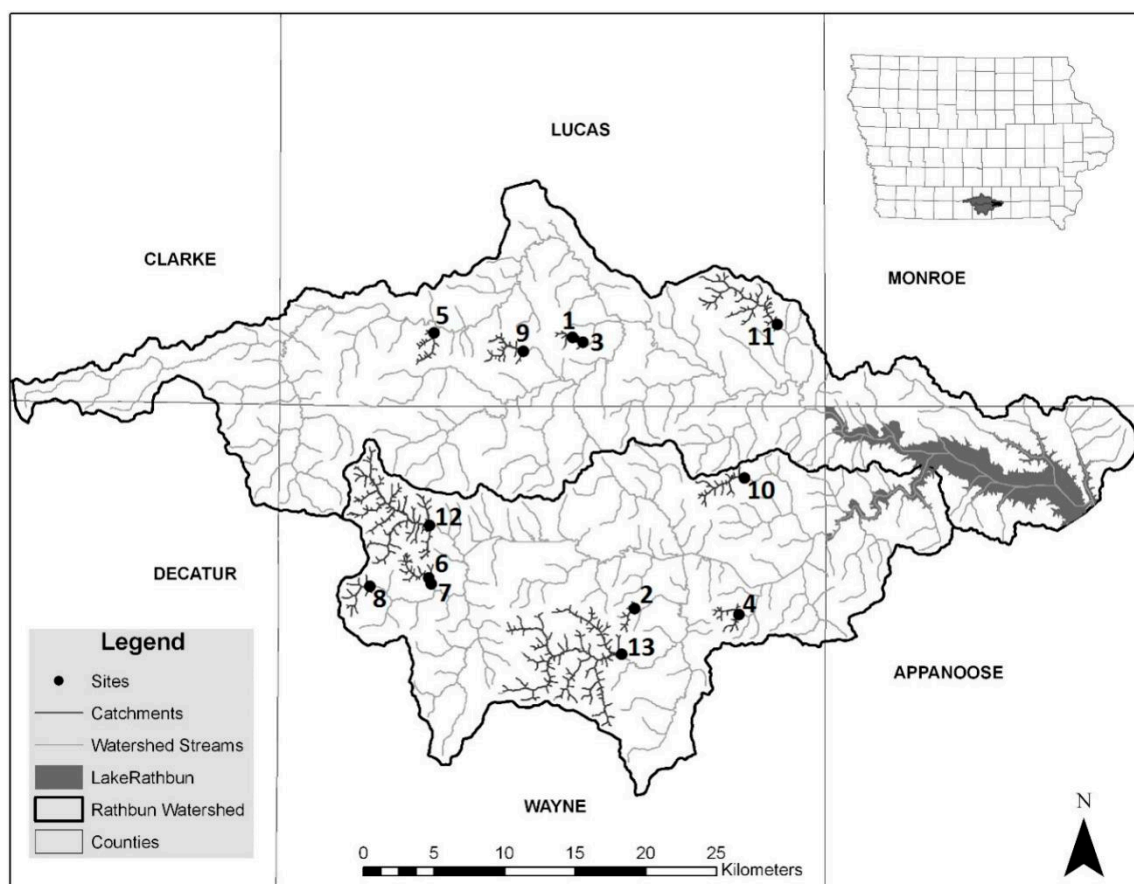 LUCAS
CLARKE
MONROE
5
9
1
3
11
10
12
6
7
8
2
4
13
DECATUR
APPANOOSE
WAYNE
Legend
Sites
Catchments
Watershed Streams
LakeRathbun
Rathbun Watershed
Counties
0 5 10 15 20 25
Kilometers
N